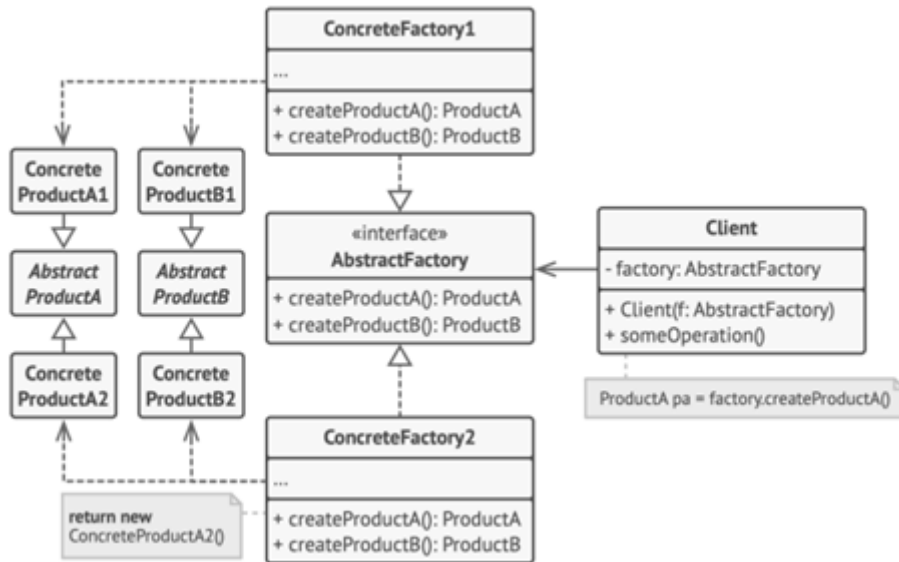 ConcreteFactory1
...
+ createProductA(): ProductA
+ createProductB(): ProductB
Concrete
ProductA1
Concrete
ProductB1
Abstract
ProductA
Abstract
ProductB
Concrete
ProductA2
Concrete
ProductB2
«interface»
AbstractFactory
+ createProductA(): ProductA
+ createProductB(): ProductB
Client
- factory: AbstractFactory
+ Client(f: AbstractFactory)
+ someOperation()
ProductA pa = factory.createProductA()
ConcreteFactory2
...
+ createProductA(): ProductA
+ createProductB(): ProductB
return new
ConcreteProductA2()